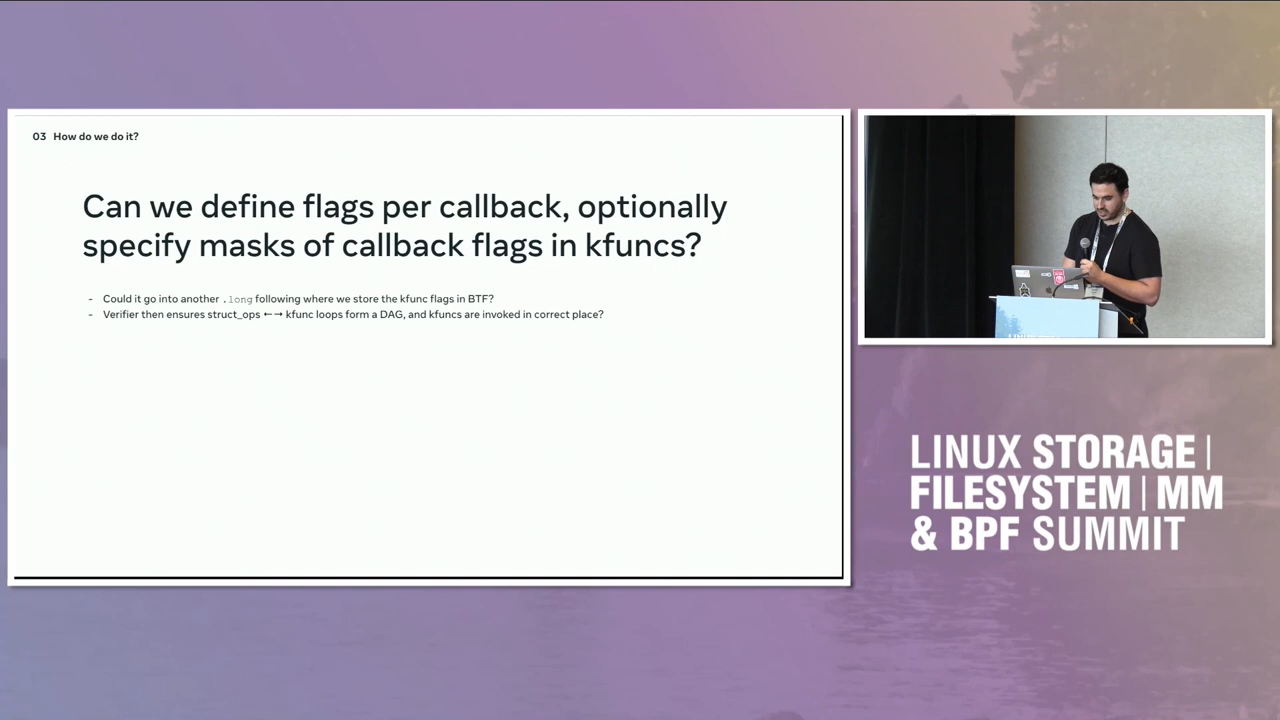 03 How do we do it?
Can we define flags per callback, optionally
specify masks of callback flags in kfuncs?
- Could it go into another .long following where we store the kfunc flags in BTF?
- Verifier then ensures struct_ops ←→ kfunc loops form a DAG, and kfuncs are invoked in correct place?
LINUX STORAGE |
FILESYSTEM | MM
& BPF SUMMIT